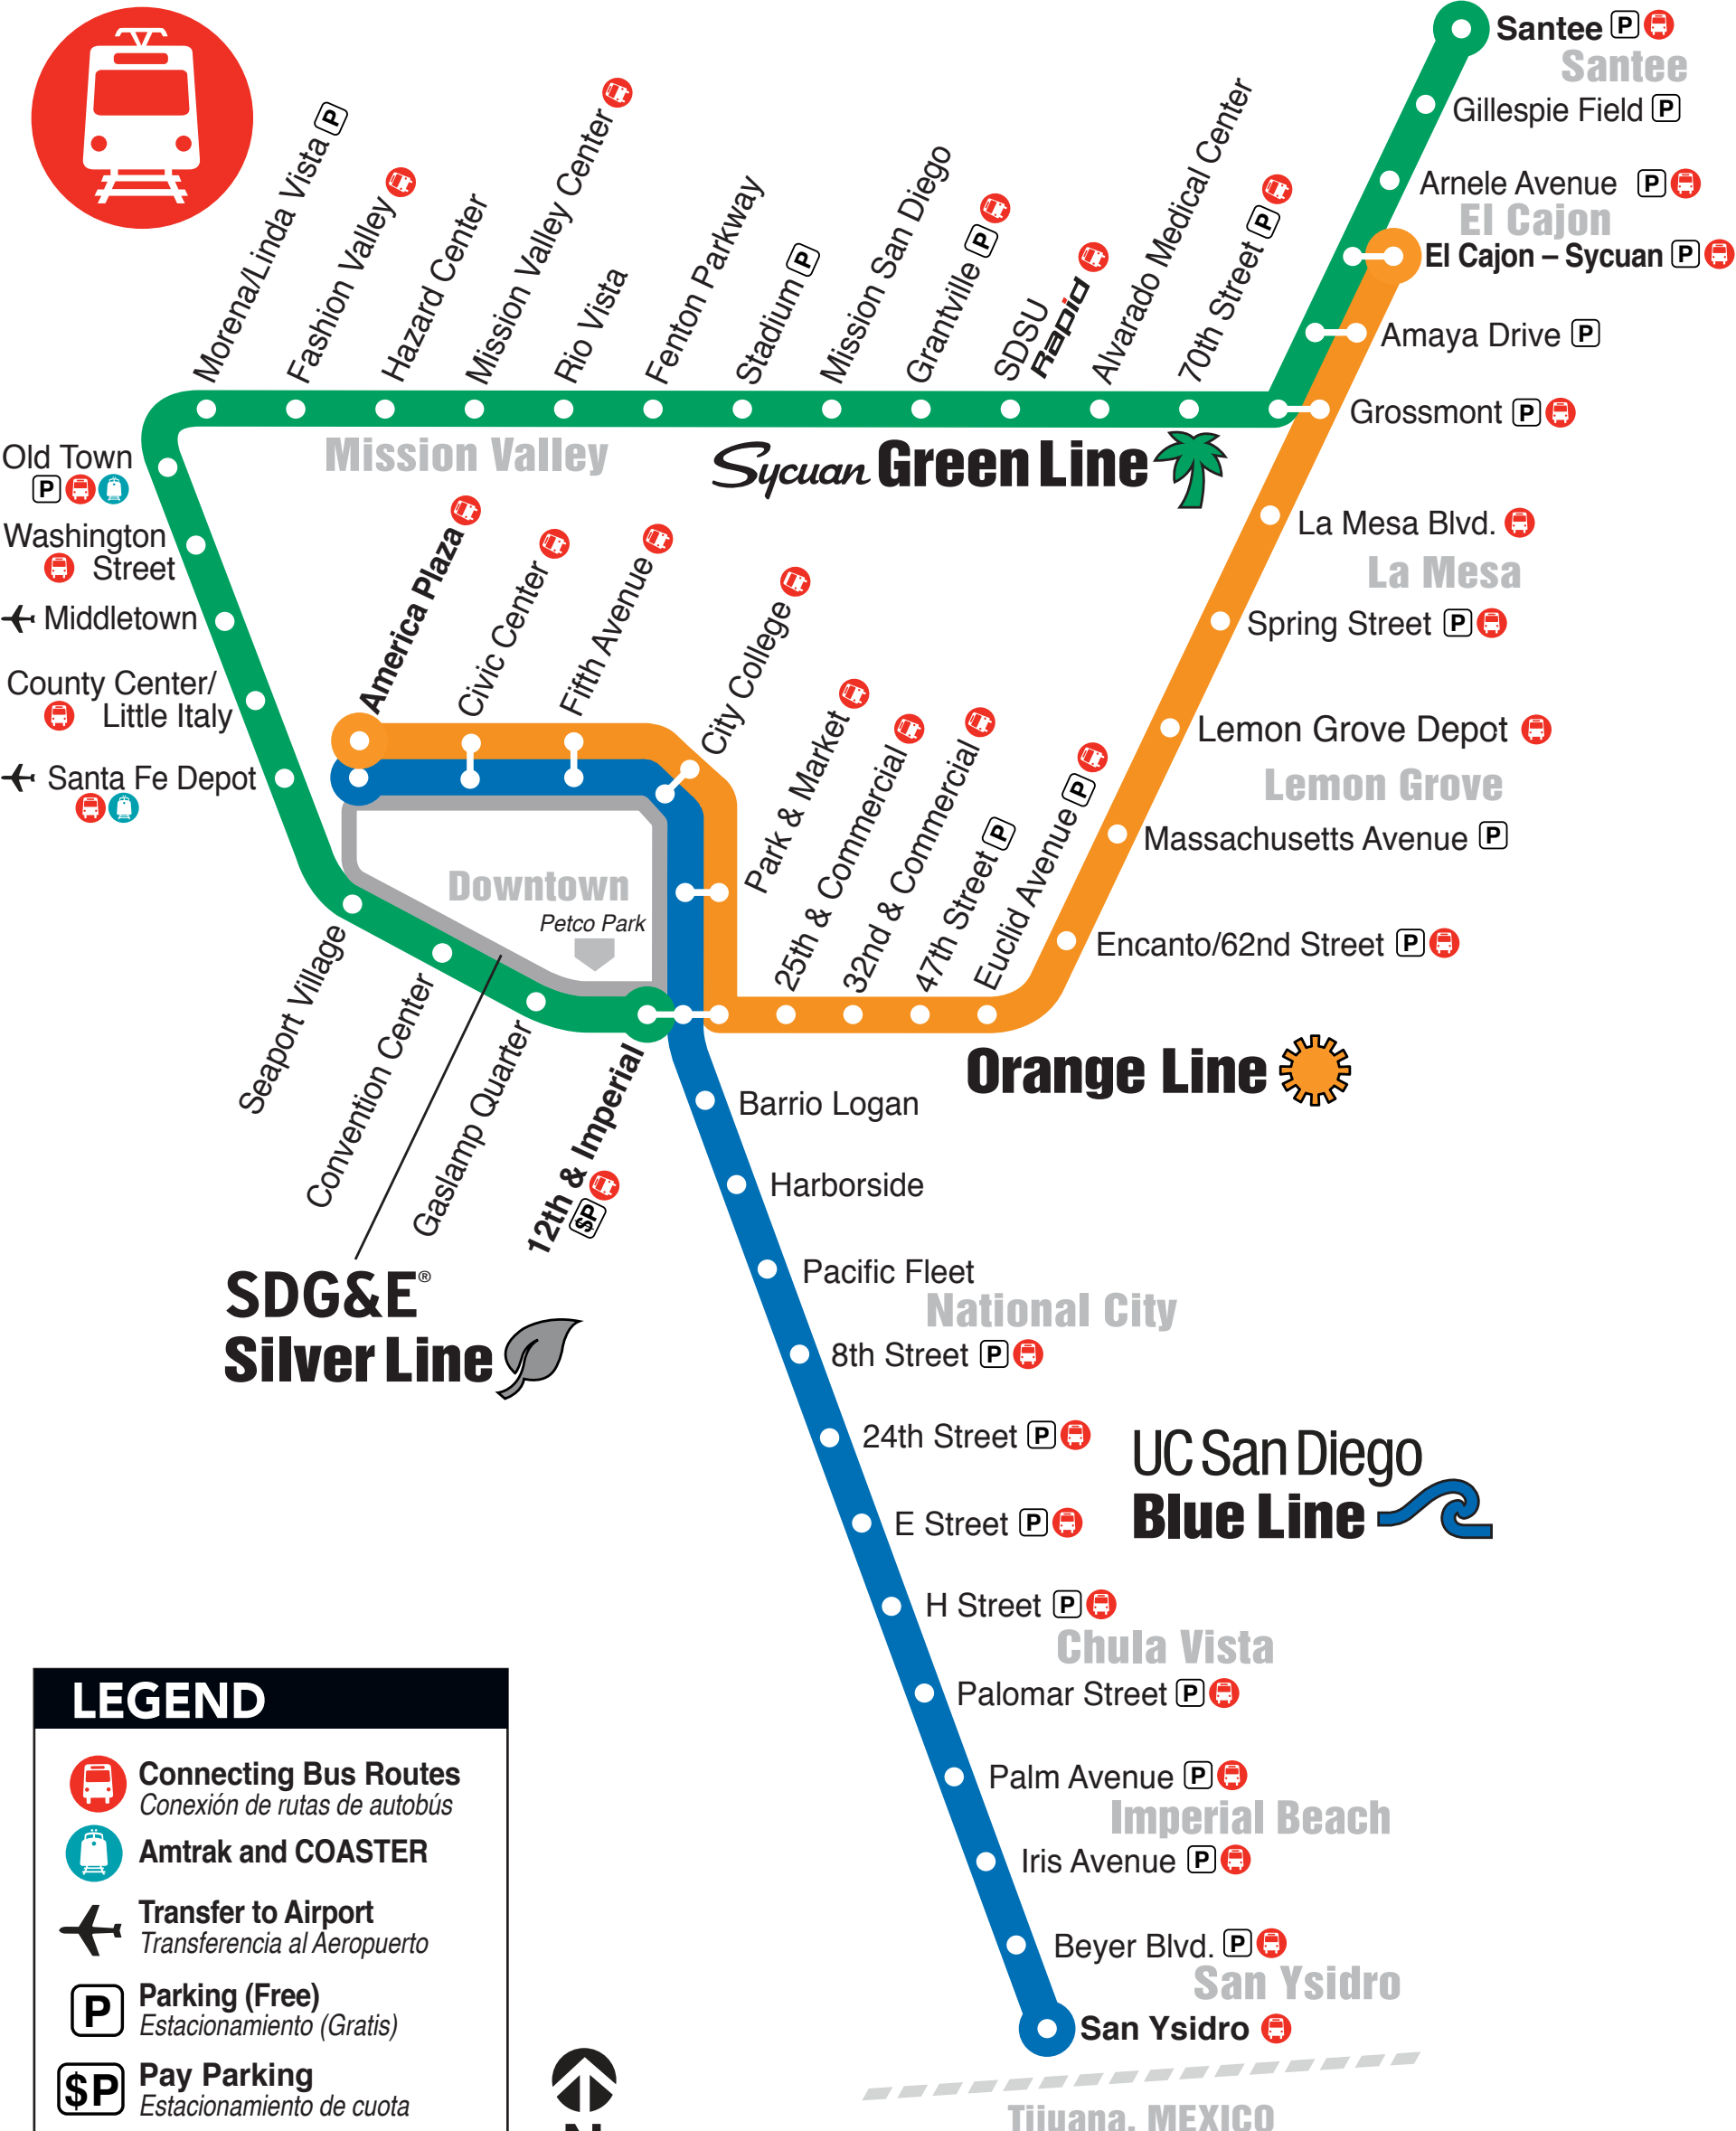 Santee P
Santee
Gillespie Field P
Arnele Avenue P
El Cajon
El Cajon – Sycuan P
Amaya Drive P
Grossmont P
Morena/Linda Vista P
Fashion Valley
Hazard Center
Mission Valley Center
Rio Vista
Fenton Parkway
Stadium P
Mission San Diego
Grantville P
SDSU
Rapid
Alvarado Medical Center
70th Street P
Mission Valley
Sycuan Green Line
Old Town
P
Washington
Street
Middletown
County Center/
Little Italy
Santa Fe Depot
America Plaza
Civic Center
Fifth Avenue
City College
Park & Market
25th & Commercial
32nd & Commercial
47th Street P
Euclid Avenue P
La Mesa Blvd.
La Mesa
Spring Street P
Lemon Grove Depot
Lemon Grove
Massachusetts Avenue P
Encanto/62nd Street P
Downtown
Petco Park
Seaport Village
Convention Center
Gaslamp Quarter
12th & Imperial
$P
Orange Line
Barrio Logan
Harborside
Pacific Fleet
National City
8th Street P
24th Street P
E Street P
H Street P
Chula Vista
Palomar Street P
Palm Avenue P
Imperial Beach
Iris Avenue P
Beyer Blvd. P
San Ysidro
San Ysidro
Tijuana, MEXICO
SDG&E®
Silver Line
UC San Diego
Blue Line
LEGEND
Connecting Bus Routes
Conexión de rutas de autobús
Amtrak and COASTER
Transfer to Airport
Transferencia al Aeropuerto
P
Parking (Free)
Estacionamiento (Gratis)
$P
Pay Parking
Estacionamiento de cuota
N